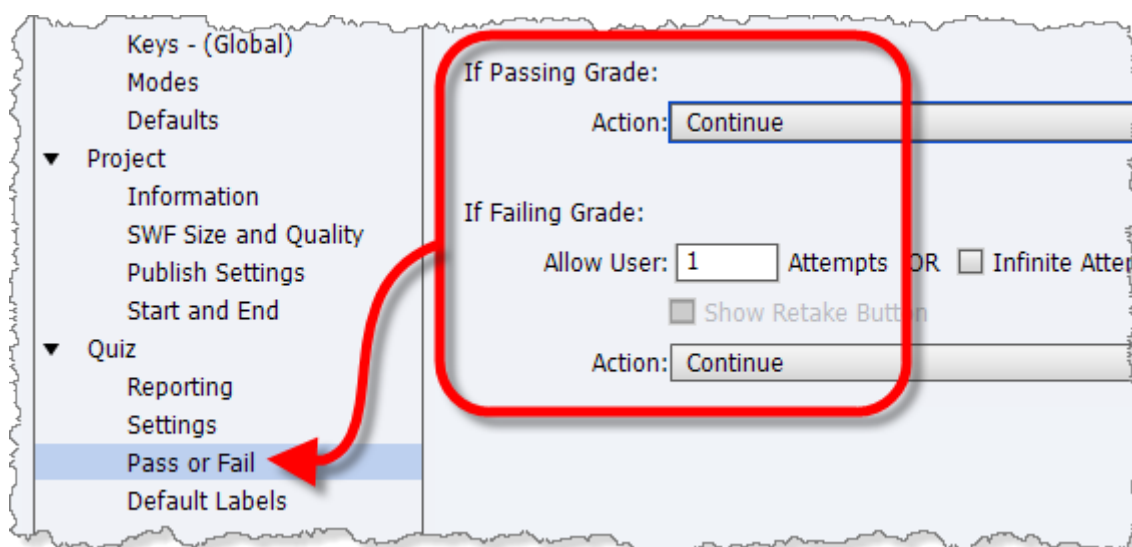 Keys - (Global)
Modes
Defaults
Project
Information
SWF Size and Quality
Publish Settings
Start and End
Quiz
Reporting
Settings
Pass or Fail
Default Labels
If Passing Grade:
Action: Continue
If Failing Grade:
Allow User: 1 Attempts OR Infinite
Show Retake Button
Action: Continue